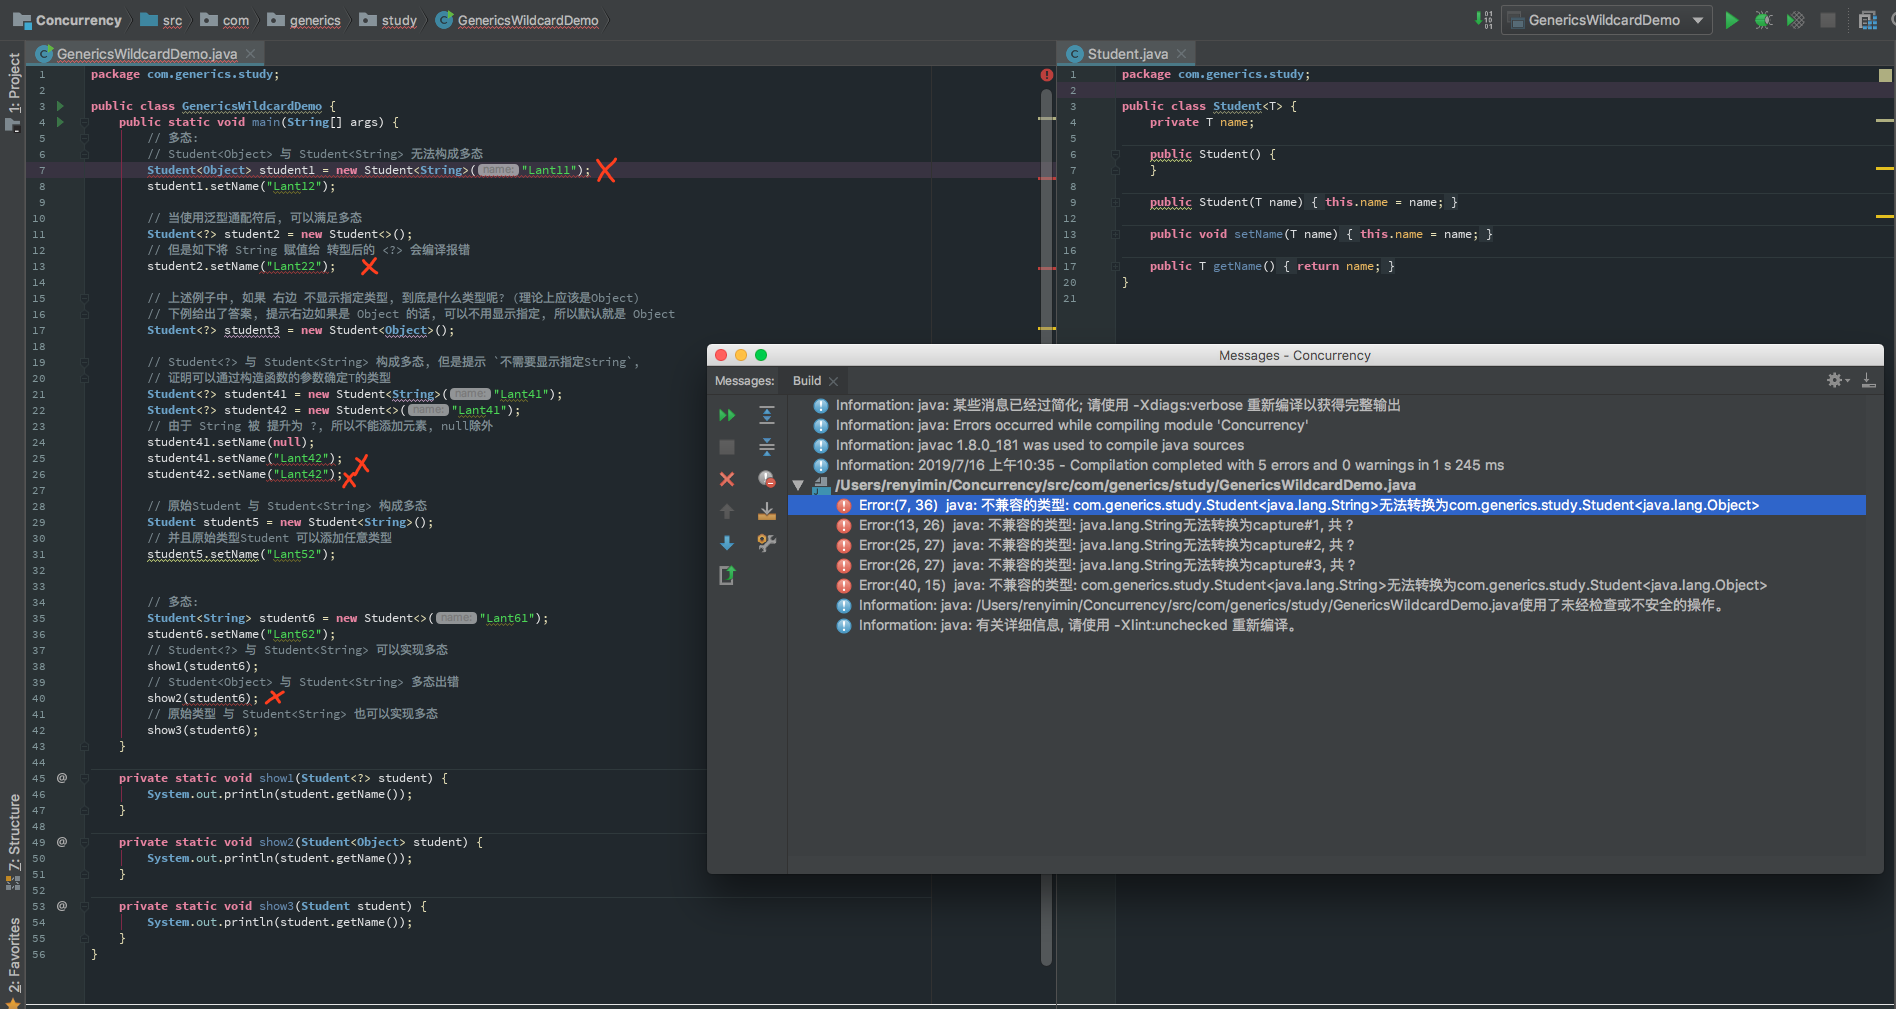 Concurrency src com generics study GenericsWildcardDemo
GenericsWildcardDemo
1: Project
Z: Structure
2: Favorites
GenericsWildcardDemo.java
1 package com.generics.study;
2
3 public class GenericsWildcardDemo {
4 public static void main(String[] args) {
5 // 多态:
6 // Student<Object> 与 Student<String> 无法构成多态
7 Student<Object> student1 = new Student<String>( name: "Lant11");
8 student1.setName("Lant12");
9
10 // 当使用泛型通配符后, 可以满足多态
11 Student<?> student2 = new Student<>();
12 // 但是如下将 String 赋值给 转型后的 <?> 会编译报错
13 student2.setName("Lant22");
14
15 // 上述例子中, 如果 右边 不显示指定类型, 到底是什么类型呢? (理论上应该是Object)
16 // 下例给出了答案, 提示右边如果是 Object 的话, 可以不用显示指定, 所以默认就是 Object
17 Student<?> student3 = new Student<Object>();
18
19 // Student<?> 与 Student<String> 构成多态, 但是提示 `不需要显示指定String`,
20 // 证明可以通过构造函数的参数确定T的类型
21 Student<?> student41 = new Student<String>( name: "Lant41");
22 Student<?> student42 = new Student<>( name: "Lant41");
23 // 由于 String 被 提升为 ?, 所以不能添加元素, null除外
24 student41.setName(null);
25 student41.setName("Lant42");
26 student42.setName("Lant42");
27
28 // 原始Student 与 Student<String> 构成多态
29 Student student5 = new Student<String>();
30 // 并且原始类型Student 可以添加任意类型
31 student5.setName("Lant52");
32
33
34 // 多态:
35 Student<String> student6 = new Student<>( name: "Lant61");
36 student6.setName("Lant62");
37 // Student<?> 与 Student<String> 可以实现多态
38 show1(student6);
39 // Student<Object> 与 Student<String> 多态出错
40 show2(student6);
41 // 原始类型 与 Student<String> 也可以实现多态
42 show3(student6);
43 }
44
45 @ private static void show1(Student<?> student) {
46 System.out.println(student.getName());
47 }
48
49 @ private static void show2(Student<Object> student) {
50 System.out.println(student.getName());
51 }
52
53 @ private static void show3(Student student) {
54 System.out.println(student.getName());
55 }
56 }
Student.java
1 package com.generics.study;
2
3 public class Student<T> {
4 private T name;
5
6 public Student() {
7 }
8
9 public Student(T name) { this.name = name; }
12
13 public void setName(T name) { this.name = name; }
16
17 public T getName() { return name; }
20 }
21
Messages - Concurrency
Messages: Build
Information: java: 某些消息已经过简化; 请使用 -Xdiags:verbose 重新编译以获得完整输出
Information: java: Errors occurred while compiling module 'Concurrency'
Information: javac 1.8.0_181 was used to compile java sources
Information: 2019/7/16 上午10:35 - Compilation completed with 5 errors and 0 warnings in 1 s 245 ms
/Users/renyimin/Concurrency/src/com/generics/study/GenericsWildcardDemo.java
Error:(7, 36) java: 不兼容的类型: com.generics.study.Student<java.lang.String>无法转换为com.generics.study.Student<java.lang.Object>
Error:(13, 26) java: 不兼容的类型: java.lang.String无法转换为capture#1, 共 ?
Error:(25, 27) java: 不兼容的类型: java.lang.String无法转换为capture#2, 共 ?
Error:(26, 27) java: 不兼容的类型: java.lang.String无法转换为capture#3, 共 ?
Error:(40, 15) java: 不兼容的类型: com.generics.study.Student<java.lang.String>无法转换为com.generics.study.Student<java.lang.Object>
Information: java: /Users/renyimin/Concurrency/src/com/generics/study/GenericsWildcardDemo.java使用了未经检查或不安全的操作。
Information: java: 有关详细信息, 请使用 -Xlint:unchecked 重新编译。